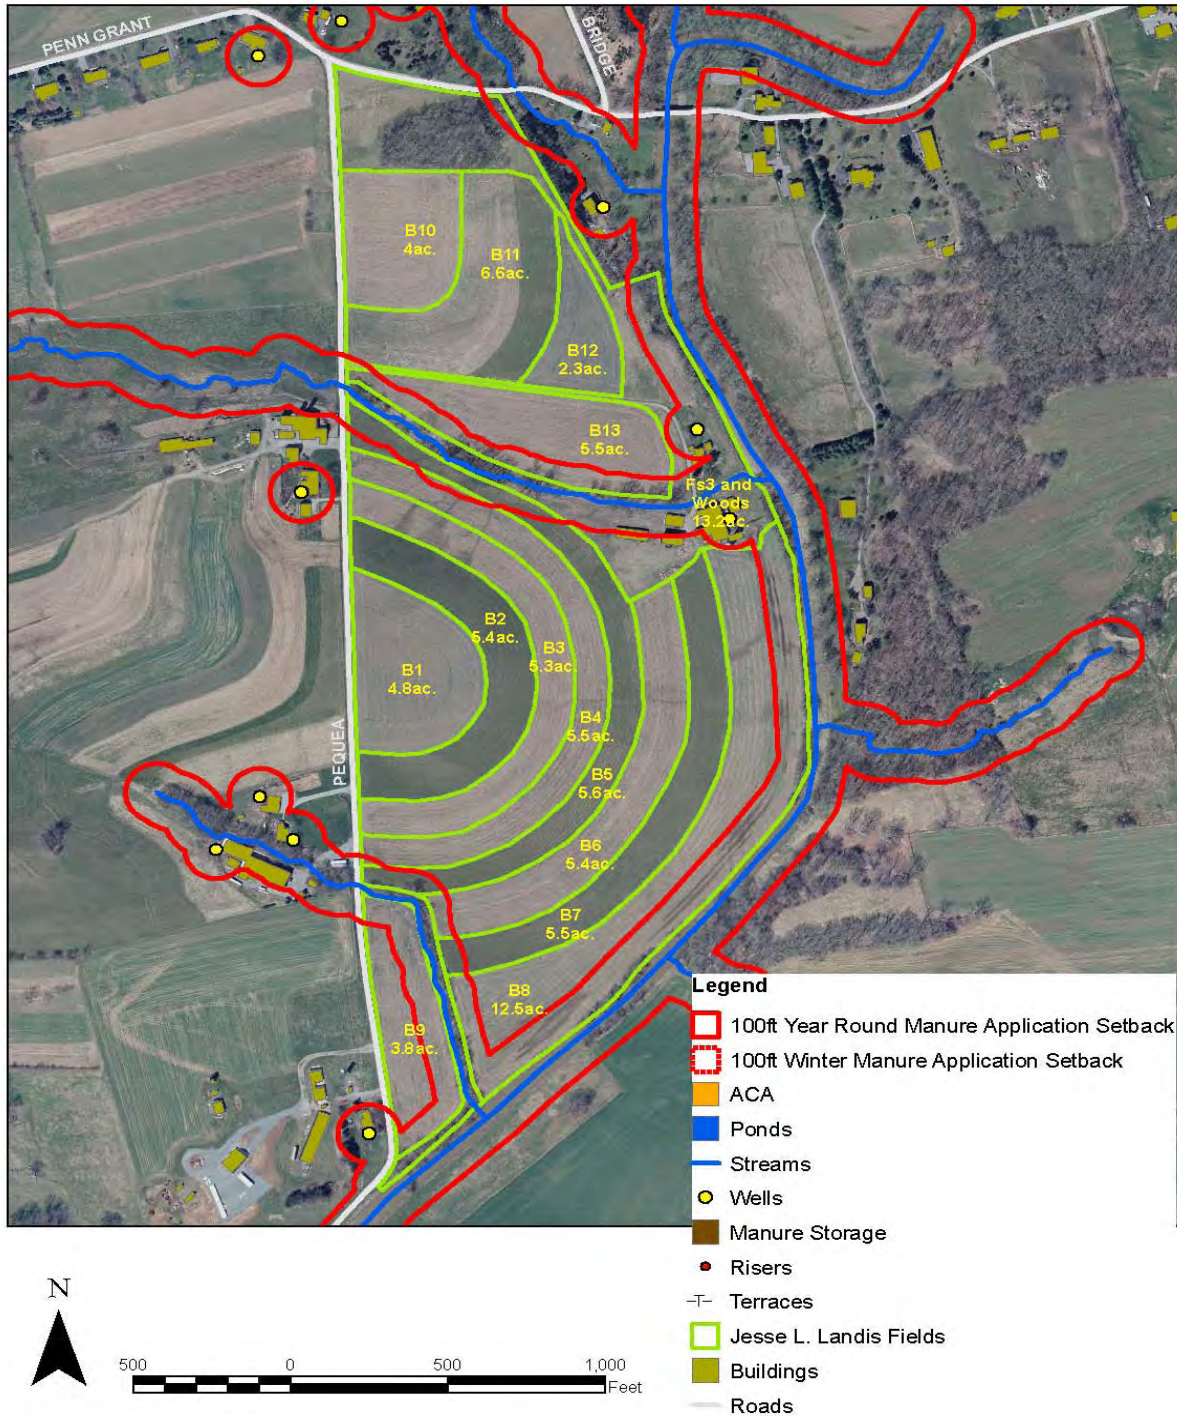 PENN GRANT
BRIDGE
B10
4ac.
B11
6.6ac.
B12
2.3ac.
B13
5.5ac.
Fs3 and
Woods
13.2ac.
B2
5.4ac.
B3
5.3ac.
B1
4.8ac.
B4
5.5ac.
PEQUEA
B5
5.6ac.
B6
5.4ac.
B7
5.5ac.
B8
12.5ac.
B9
3.8ac.
Legend
100ft Year Round Manure Application Setback
100ft Winter Manure Application Setback
ACA
Ponds
Streams
Wells
Manure Storage
Risers
Terraces
Jesse L. Landis Fields
Buildings
Roads
N
500 0 500 1,000
Feet